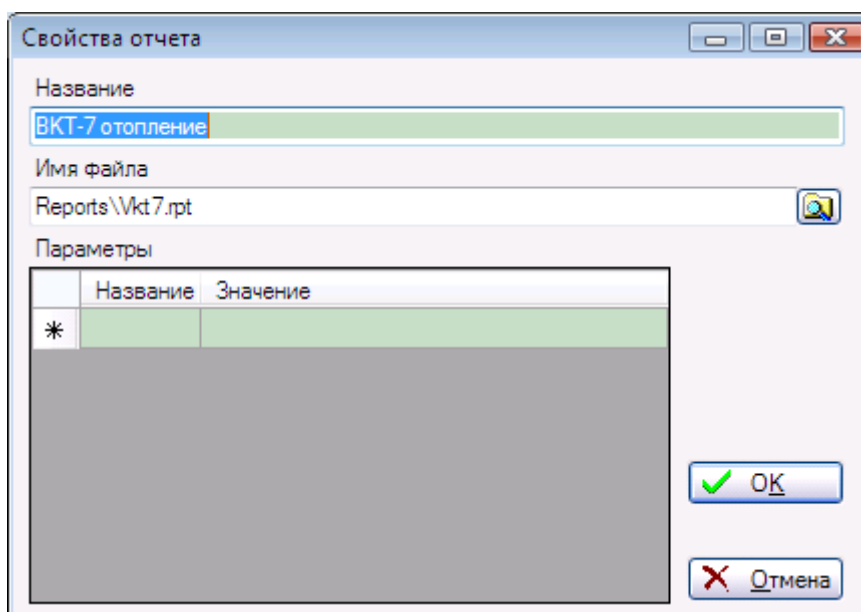 Свойства отчета
Название
ВКТ-7 отопление
Имя файла
Reports\Vkt7.rpt
Параметры
Название Значение
*
OK
Отмена